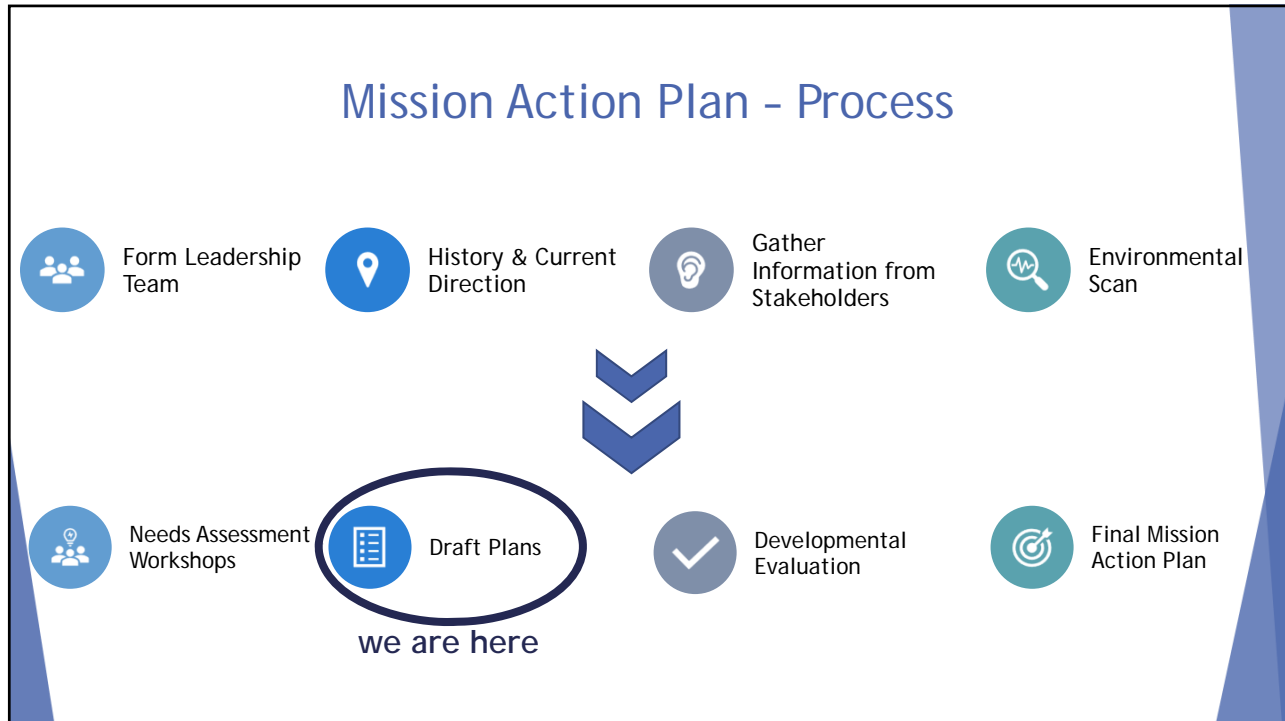 Mission Action Plan – Process
Form Leadership
Team
History & Current
Direction
Gather
Information from
Stakeholders
Environmental
Scan
Needs Assessment
Workshops
Draft Plans
Developmental
Evaluation
Final Mission
Action Plan
we are here